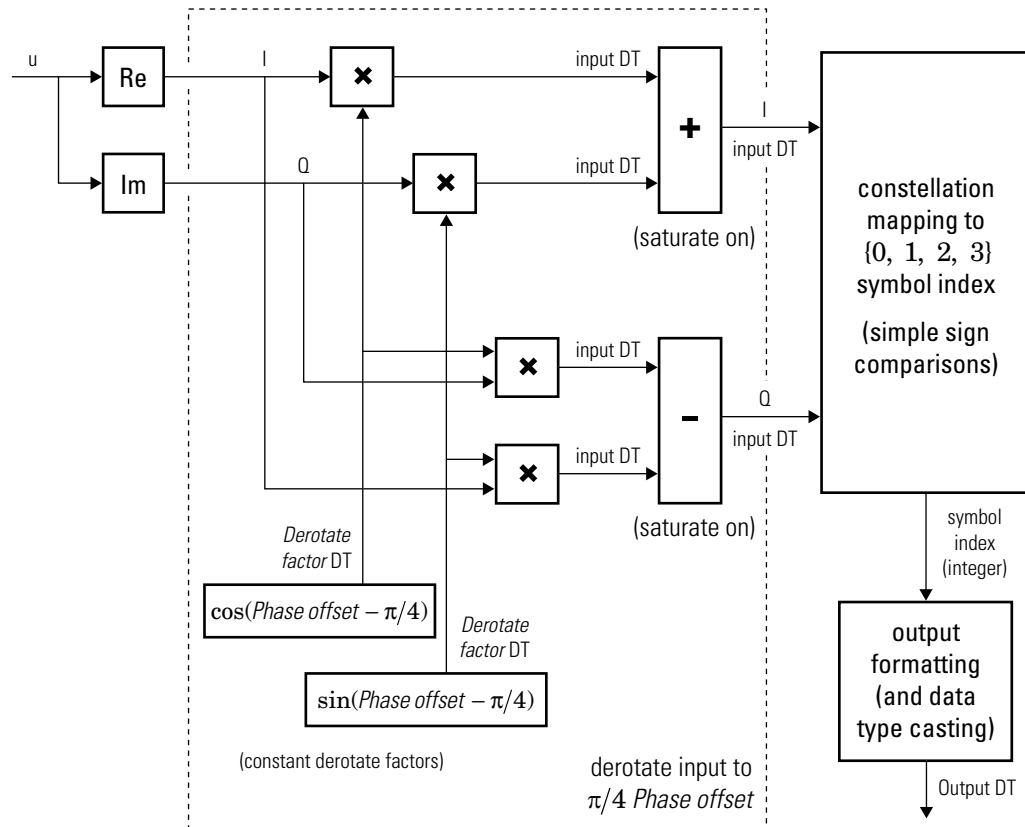 u
Re
I
×
input DT
+
I
input DT
Im
Q
×
input DT
(saturate on)
constellation
mapping to
{0, 1, 2, 3}
symbol index
(simple sign
comparisons)
×
input DT
−
Q
input DT
×
input DT
(saturate on)
Derotate
factor DT
cos(Phase offset − π/4)
Derotate
factor DT
sin(Phase offset − π/4)
(constant derotate factors)
derotate input to
π/4 Phase offset
symbol
index
(integer)
output
formatting
(and data
type casting)
Output DT